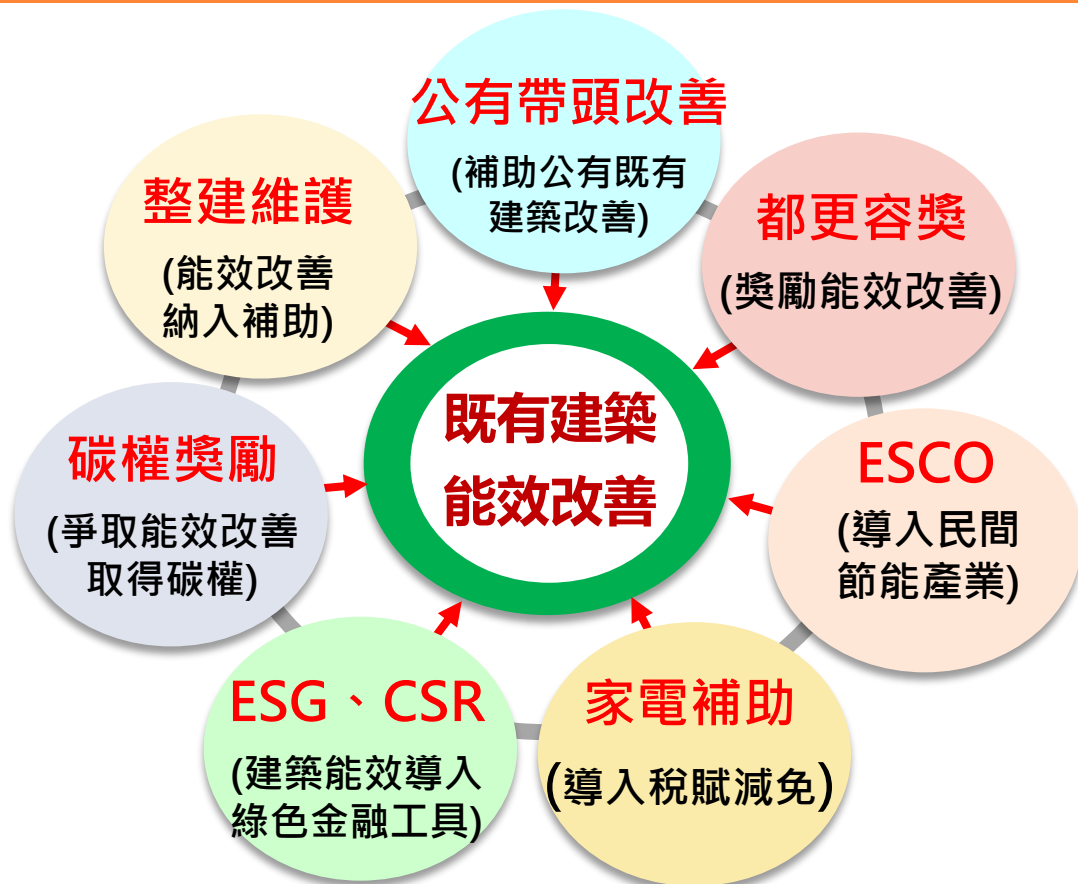 公有帶頭改善
(補助公有既有
建築改善)
都更容獎
(獎勵能效改善)
ESCO
(導入民間
節能產業)
家電補助
(導入稅賦減免)
ESG、CSR
(建築能效導入
綠色金融工具)
碳權獎勵
(爭取能效改善
取得碳權)
整建維護
(能效改善
納入補助)
既有建築
能效改善